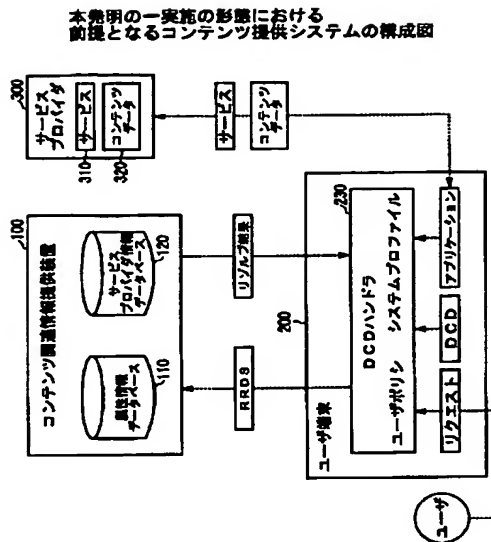 本発明の一実施の形態における
前提となるコンテンツ提供システムの構成図
300
サービス
プロバイダ
310
サービス
320
コンテンツ
データ
サービス
コンテンツ
データ
100
コンテンツ関連情報提供装置
110
属性情報
データベース
120
サービス
プロバイダ情報
データベース
RRDS
リゾルブ結果
200
ユーザ端末
230
DCDハンドラ
ユーザポリシ
システムプロファイル
リクエスト
DCD
アプリケーション
ユーザ